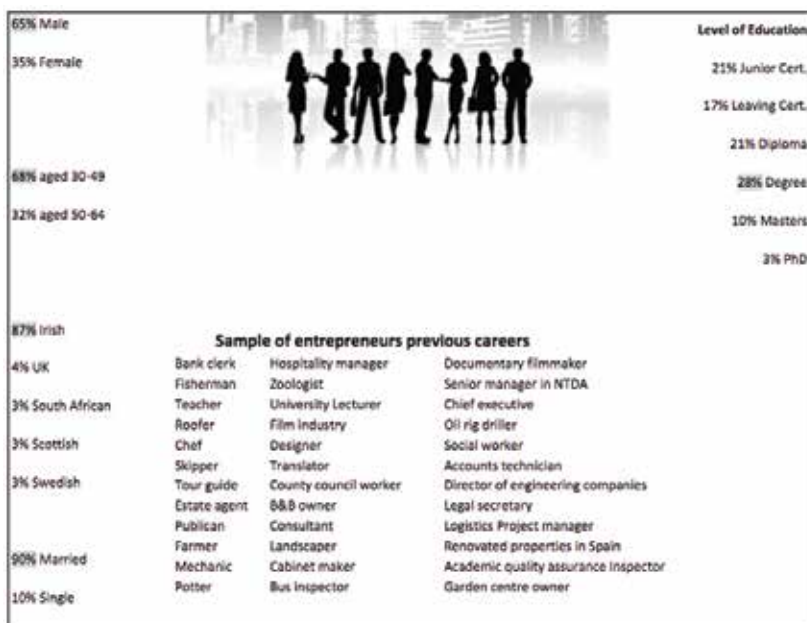 65% Male
35% Female
68% aged 30-49
32% aged 50-64
87% Irish
4% UK
3% South African
3% Scottish
3% Swedish
90% Married
10% Single
Level of Education
21% Junior Cert.
17% Leaving Cert.
21% Diploma
28% Degree
10% Masters
3% PhD
Sample of entrepreneurs previous careers
Bank clerk Hospitality manager Documentary filmmaker
Fisherman Zoologist Senior manager in NTDA
Teacher University Lecturer Chief executive
Roofer Film industry Oil rig driller
Chef Designer Social worker
Skipper Translator Accounts technician
Tour guide County council worker Director of engineering companies
Estate agent B&B owner Legal secretary
Publican Consultant Logistics Project manager
Farmer Landscaper Renovated properties in Spain
Mechanic Cabinet maker Academic quality assurance Inspector
Potter Bus inspector Garden centre owner